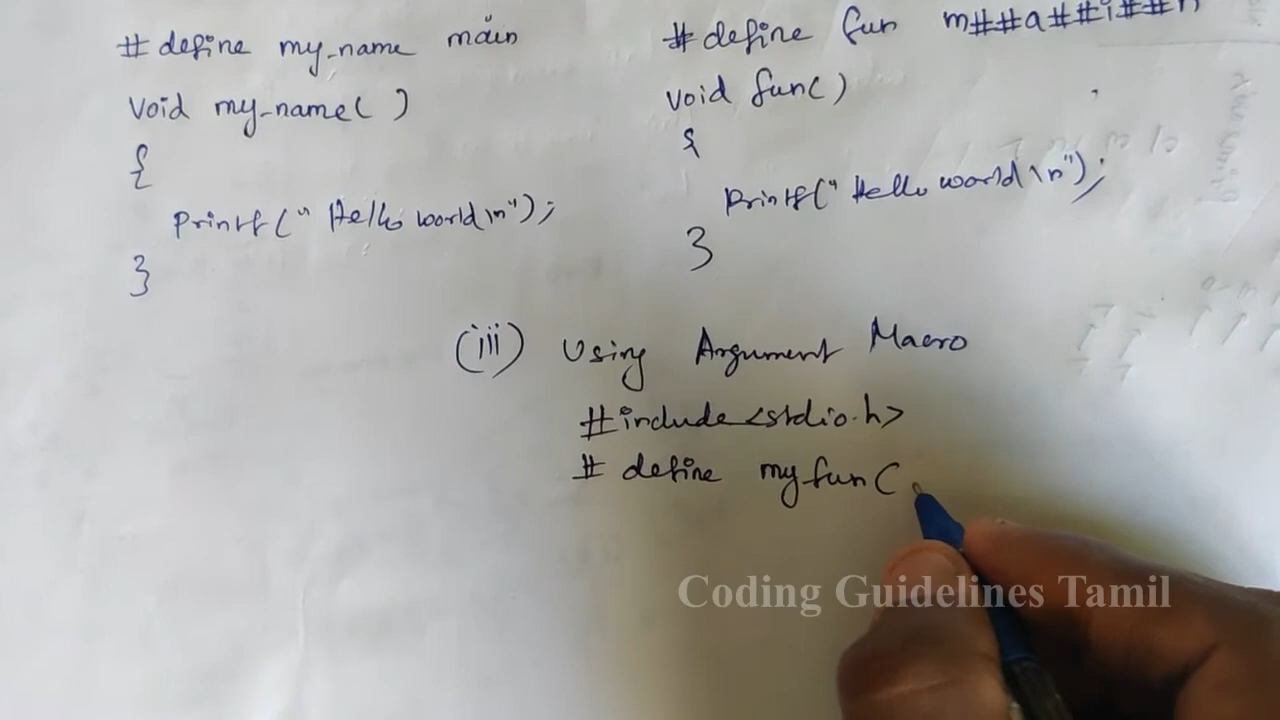 # define my_name main
void my_name( )
{
printf(" Hello world\n");
}
# define fun m##a##i##n
void fun( )
{
printf(" Hello world\n");
}
(iii) Using Argument Macro
#include<stdio.h>
# define myfun(
Coding Guidelines Tamil